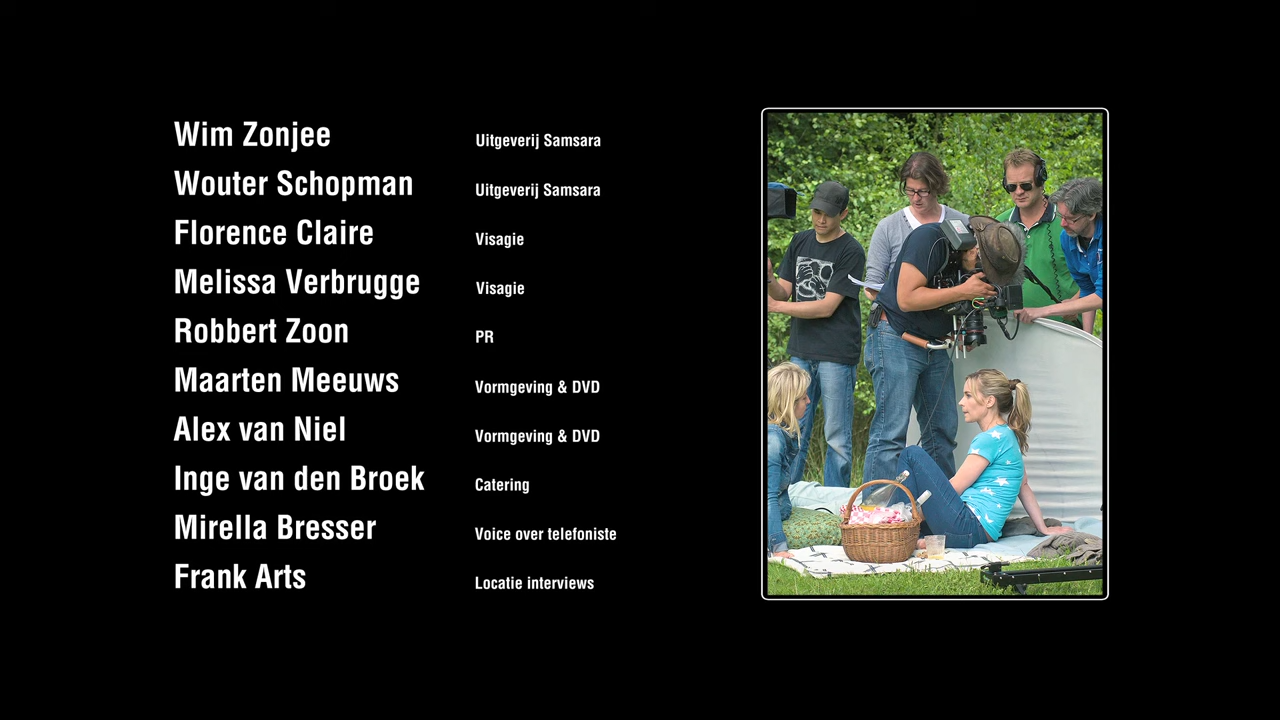 Wim Zonjee Uitgeverij Samsara
Wouter Schopman Uitgeverij Samsara
Florence Claire Visagie
Melissa Verbrugge Visagie
Robbert Zoon PR
Maarten Meeuws Vormgeving & DVD
Alex van Niel Vormgeving & DVD
Inge van den Broek Catering
Mirella Bresser Voice over telefoniste
Frank Arts Locatie interviews